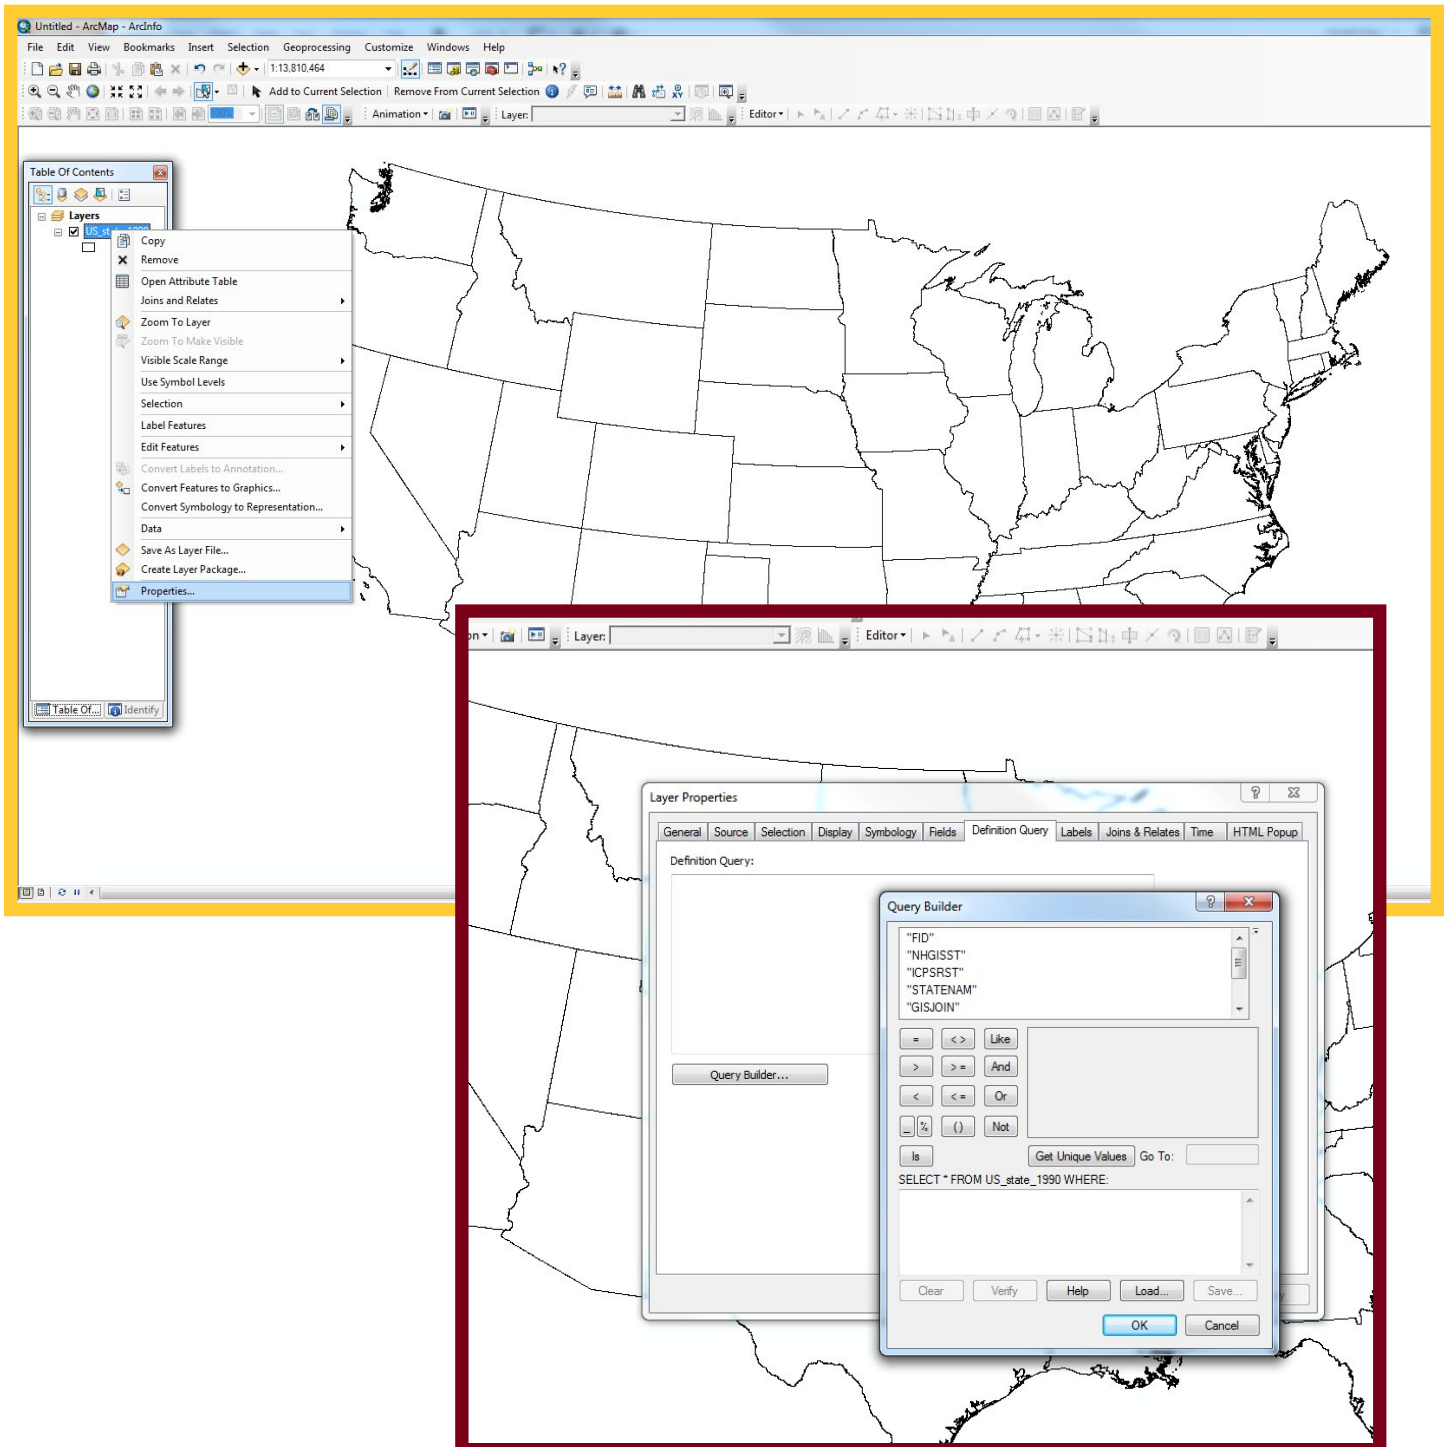 Untitled - ArcMap - ArcInfo
File Edit View Bookmarks Insert Selection Geoprocessing Customize Windows Help
1:13,810,464
Add to Current Selection Remove From Current Selection
100%
Animation Layer: Editor
Table Of Contents
Layers
US_state_1990
Copy
Remove
Open Attribute Table
Joins and Relates
Zoom To Layer
Zoom To Make Visible
Visible Scale Range
Use Symbol Levels
Selection
Label Features
Edit Features
Convert Labels to Annotation...
Convert Features to Graphics...
Convert Symbology to Representation...
Data
Save As Layer File...
Create Layer Package...
Properties...
Table Of... Identify
on Layer: Editor
Layer Properties
General Source Selection Display Symbology Fields Definition Query Labels Joins & Relates Time HTML Popup
Definition Query:
Query Builder...
Query Builder
"FID"
"NHGISST"
"ICPSRST"
"STATENAM"
"GISJOIN"
= <> Like
> >= And
< <= Or
_ % () Not
Is Get Unique Values Go To:
SELECT * FROM US_state_1990 WHERE:
Clear Verify Help Load... Save...
OK Cancel
y